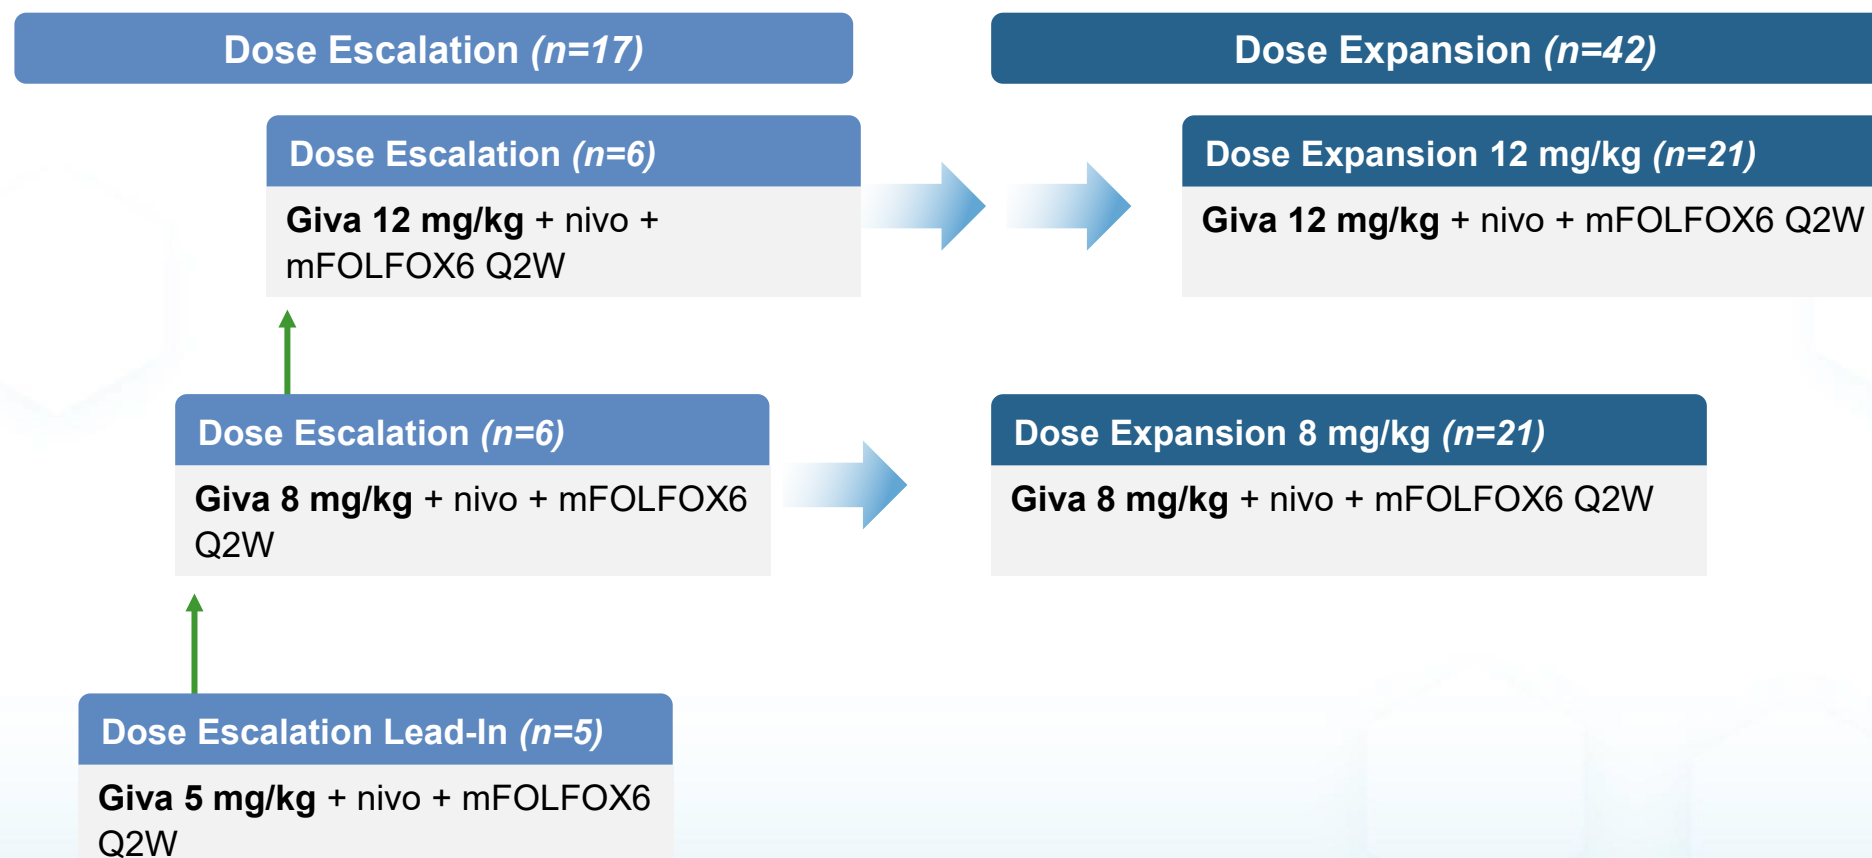 Dose Escalation (n=17)
Dose Expansion (n=42)
Dose Escalation (n=6)
Giva 12 mg/kg + nivo +
mFOLFOX6 Q2W
Dose Expansion 12 mg/kg (n=21)
Giva 12 mg/kg + nivo + mFOLFOX6 Q2W
Dose Escalation (n=6)
Giva 8 mg/kg + nivo + mFOLFOX6
Q2W
Dose Expansion 8 mg/kg (n=21)
Giva 8 mg/kg + nivo + mFOLFOX6 Q2W
Dose Escalation Lead-In (n=5)
Giva 5 mg/kg + nivo + mFOLFOX6
Q2W